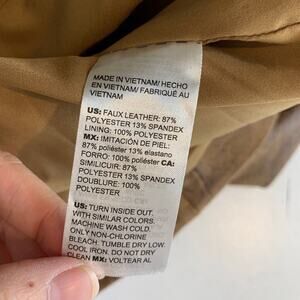 MADE IN VIETNAM/ HECHO
EN VIETNAM/ FABRIQUÉ AU
VIETNAM
US: FAUX LEATHER: 87%
POLYESTER 13% SPANDEX
LINING: 100% POLYESTER
MX: IMITACIÓN DE PIEL:
87% poliéster 13% elastano
FORRO: 100% poliéster CA:
SIMILICUIR: 87%
POLYESTER 13% SPANDEX
DOUBLURE: 100%
POLYESTER
US: TURN INSIDE OUT.
WITH SIMILAR COLORS.
MACHINE WASH COLD.
ONLY NON-CHLORINE
BLEACH. TUMBLE DRY LOW.
COOL IRON. DO NOT DRY
CLEAN MX: VOLTEAR AL